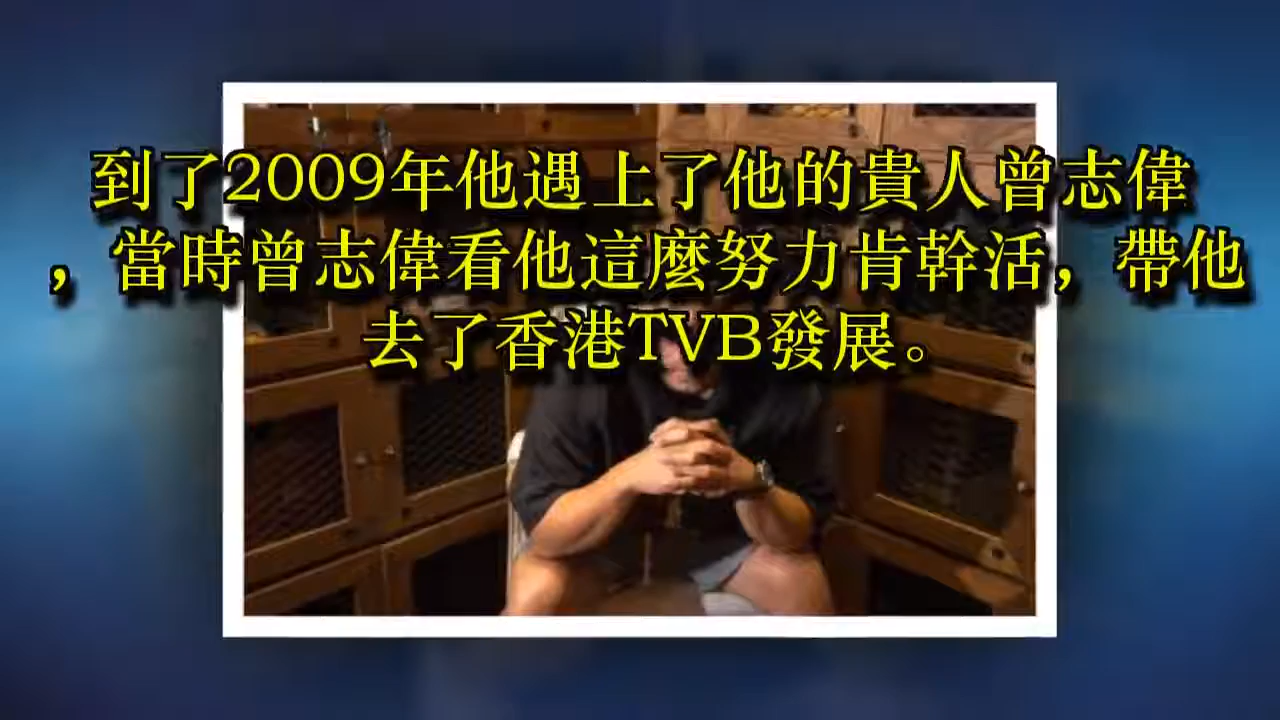 到了2009年他遇上了他的貴人曾志偉
，當時曾志偉看他這麼努力肯幹活，帶他
去了香港TVB發展。